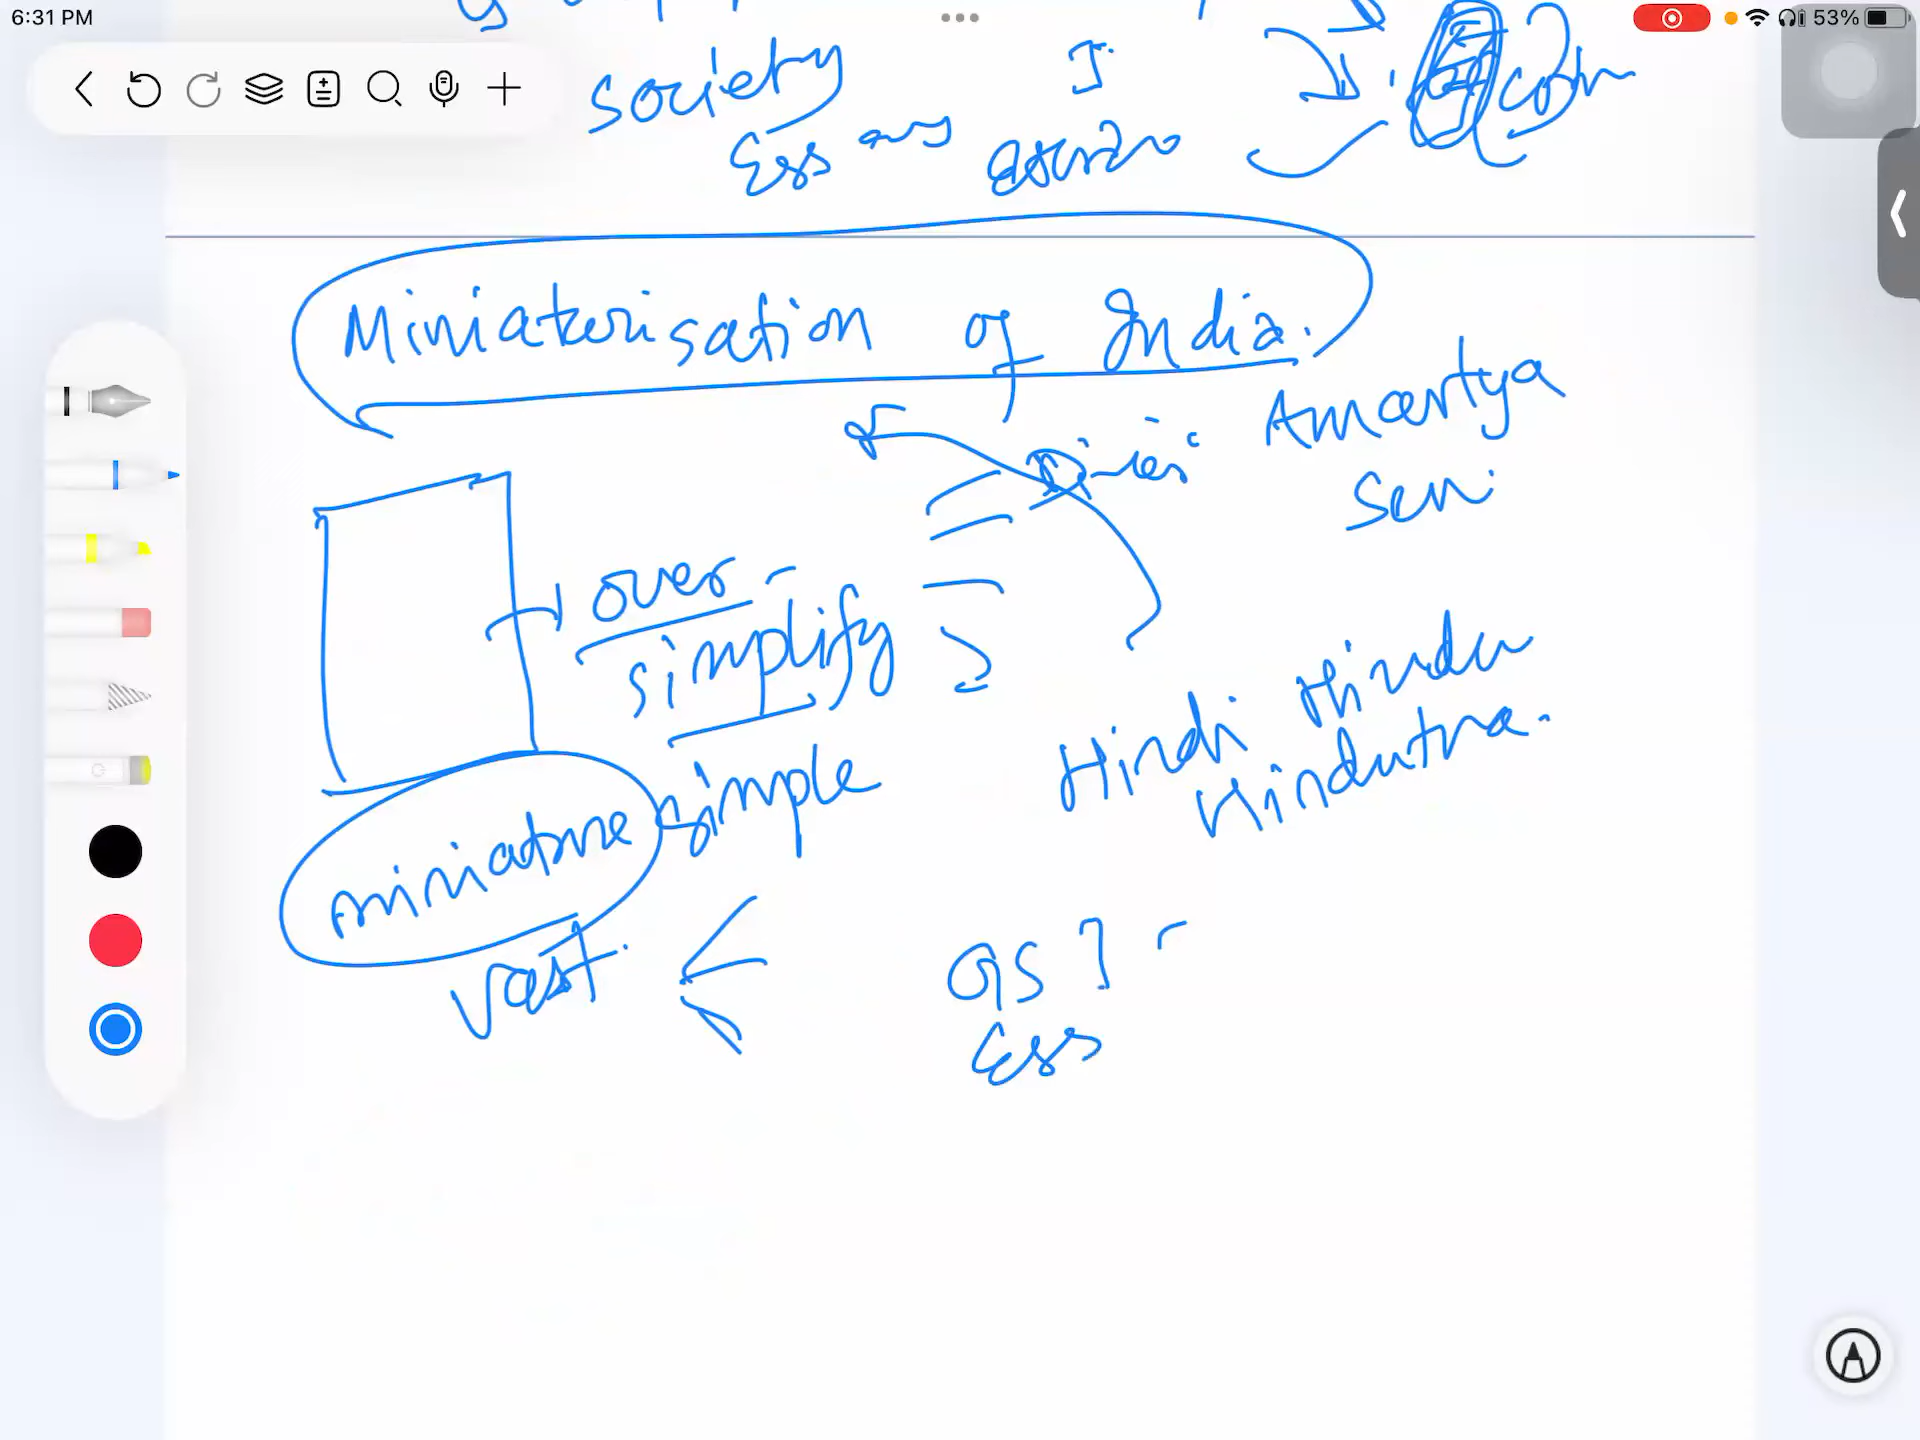 6:31 PM
53%
society
Ess
Miniaturisation of India.
Amartya
Sen
over-
simplify
simple
Hindi Hindu
Hindutva.
miniature
vast.
GS
Ess